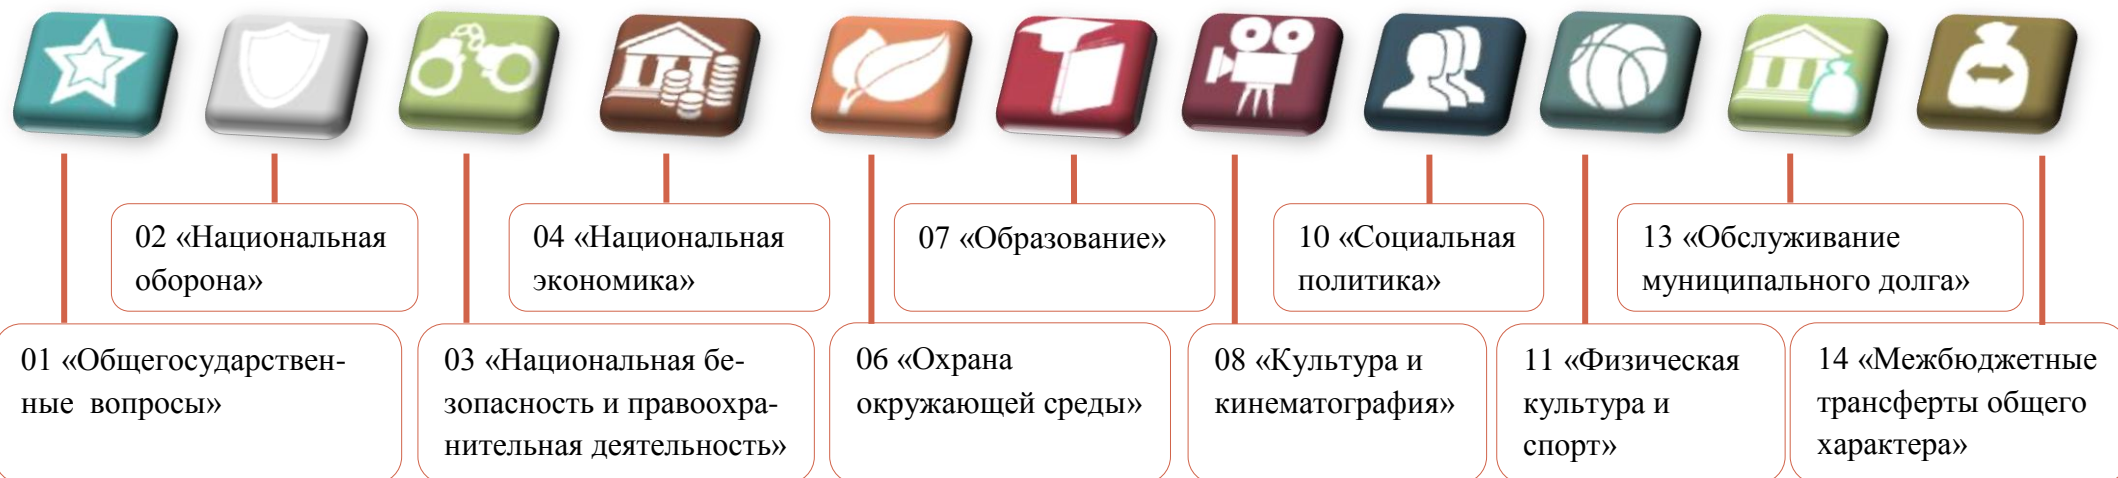 02 «Национальная
оборона»
04 «Национальная
экономика»
07 «Образование»
10 «Социальная
политика»
13 «Обслуживание
муниципального долга»
01 «Общегосударствен-
ные вопросы»
03 «Национальная бе-
зопасность и правоохра-
нительная деятельность»
06 «Охрана
окружающей среды»
08 «Культура и
кинематография»
11 «Физическая
культура и
спорт»
14 «Межбюджетные
трансферты общего
характера»